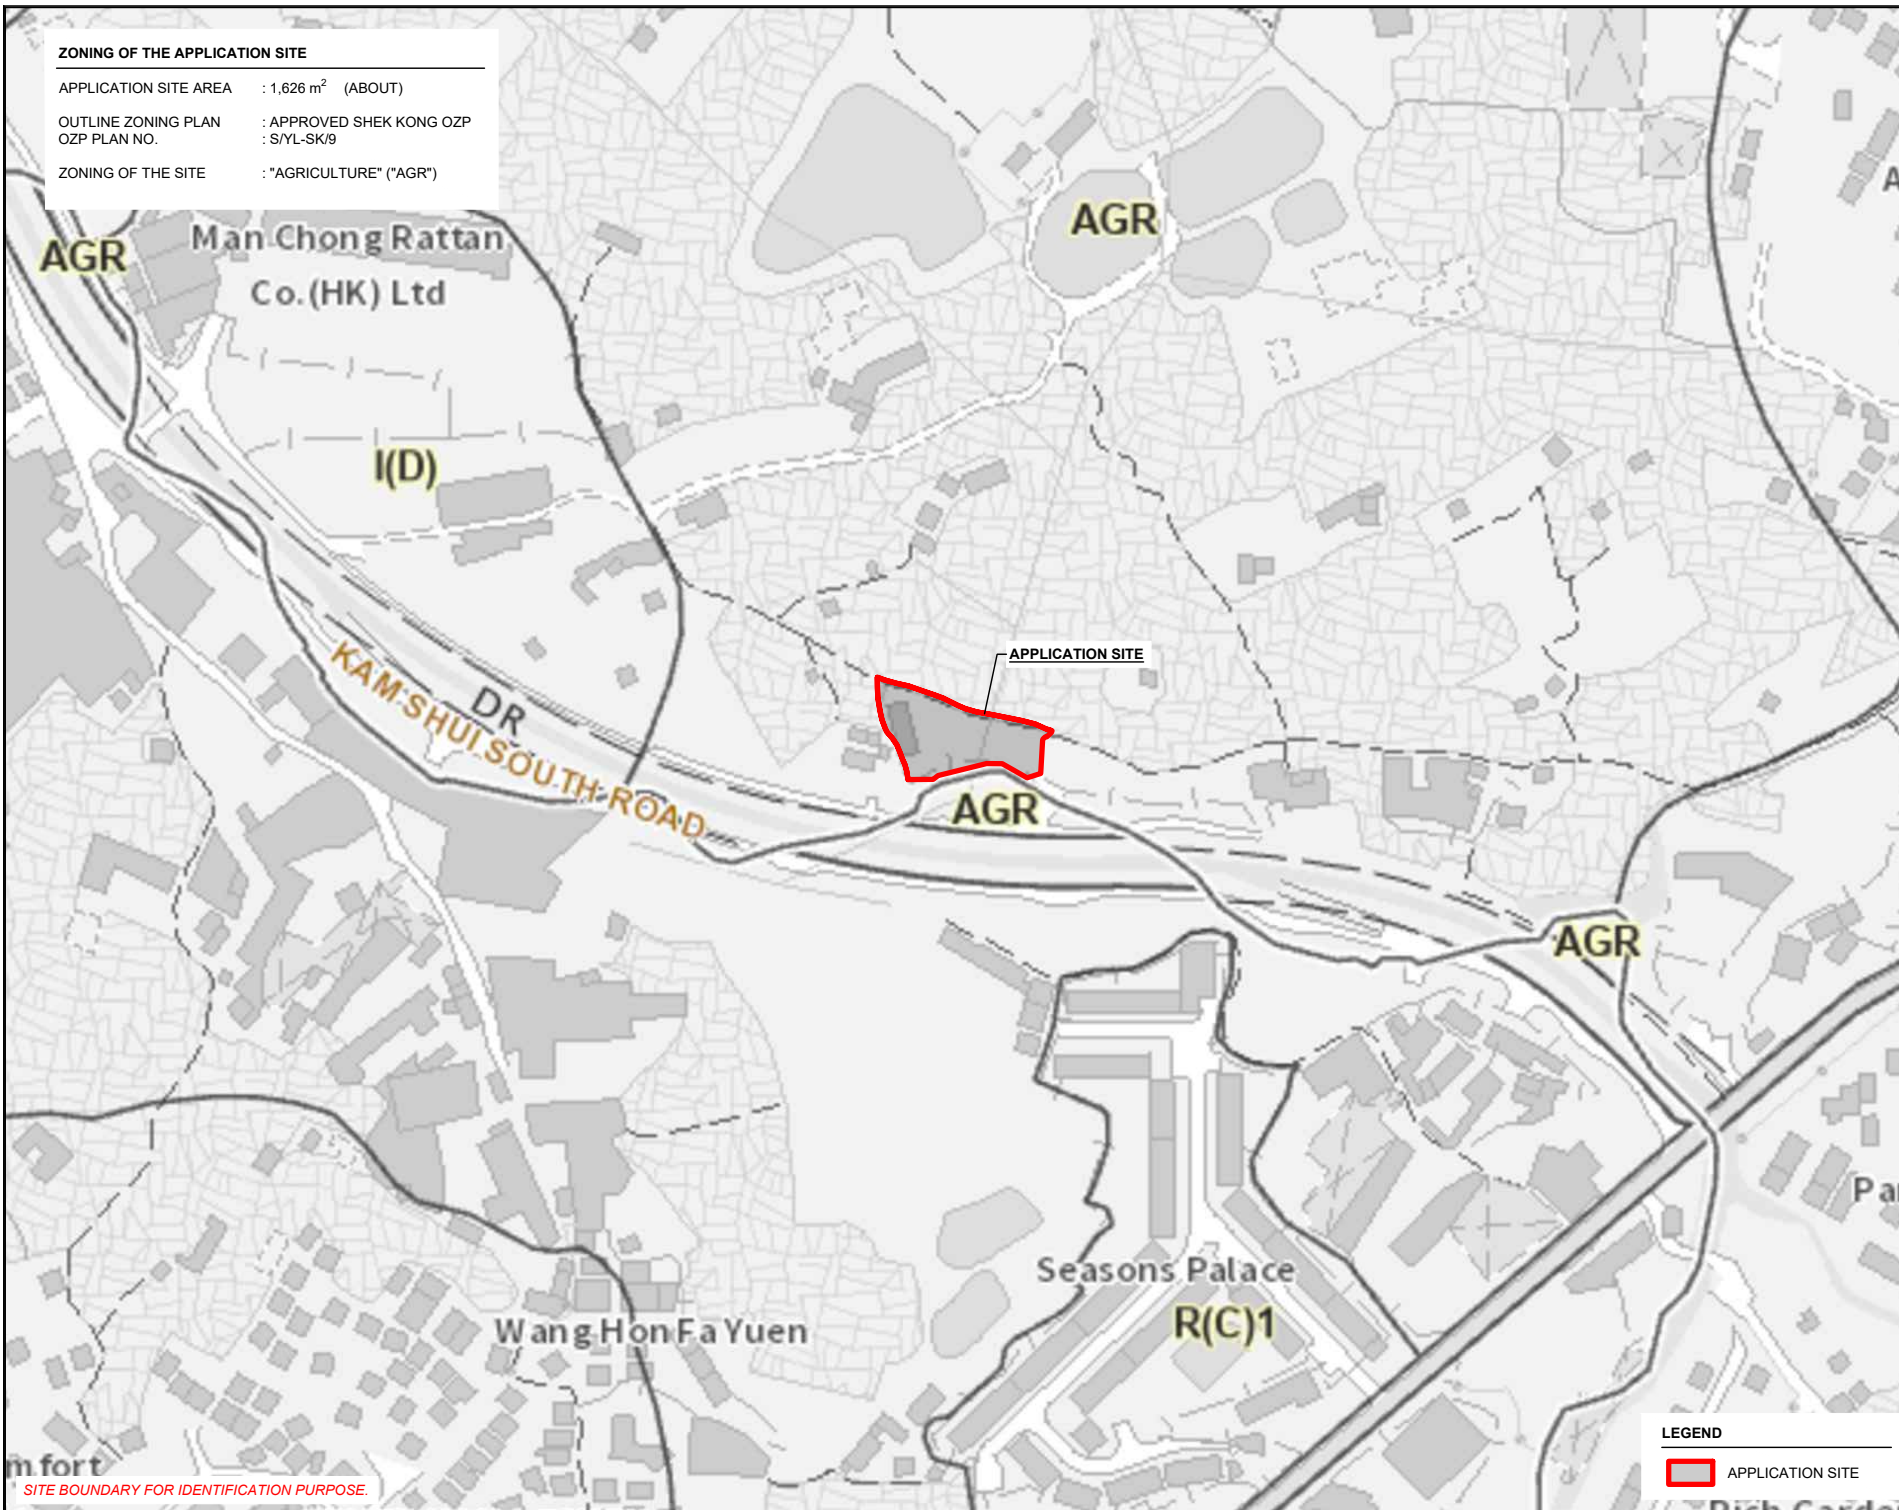 ZONING OF THE APPLICATION SITE
APPLICATION SITE AREA : 1,626 m² (ABOUT)
OUTLINE ZONING PLAN : APPROVED SHEK KONG OZP
OZP PLAN NO. : S/YL-SK/9
ZONING OF THE SITE : "AGRICULTURE" ("AGR")
AGR
Man Chong Rattan
Co.(HK) Ltd
AGR
I(D)
APPLICATION SITE
DR
KAM SHUI SOUTH ROAD
AGR
AGR
Seasons Palace
R(C)1
Wang Hon Fa Yuen
LEGEND
APPLICATION SITE
SITE BOUNDARY FOR IDENTIFICATION PURPOSE.